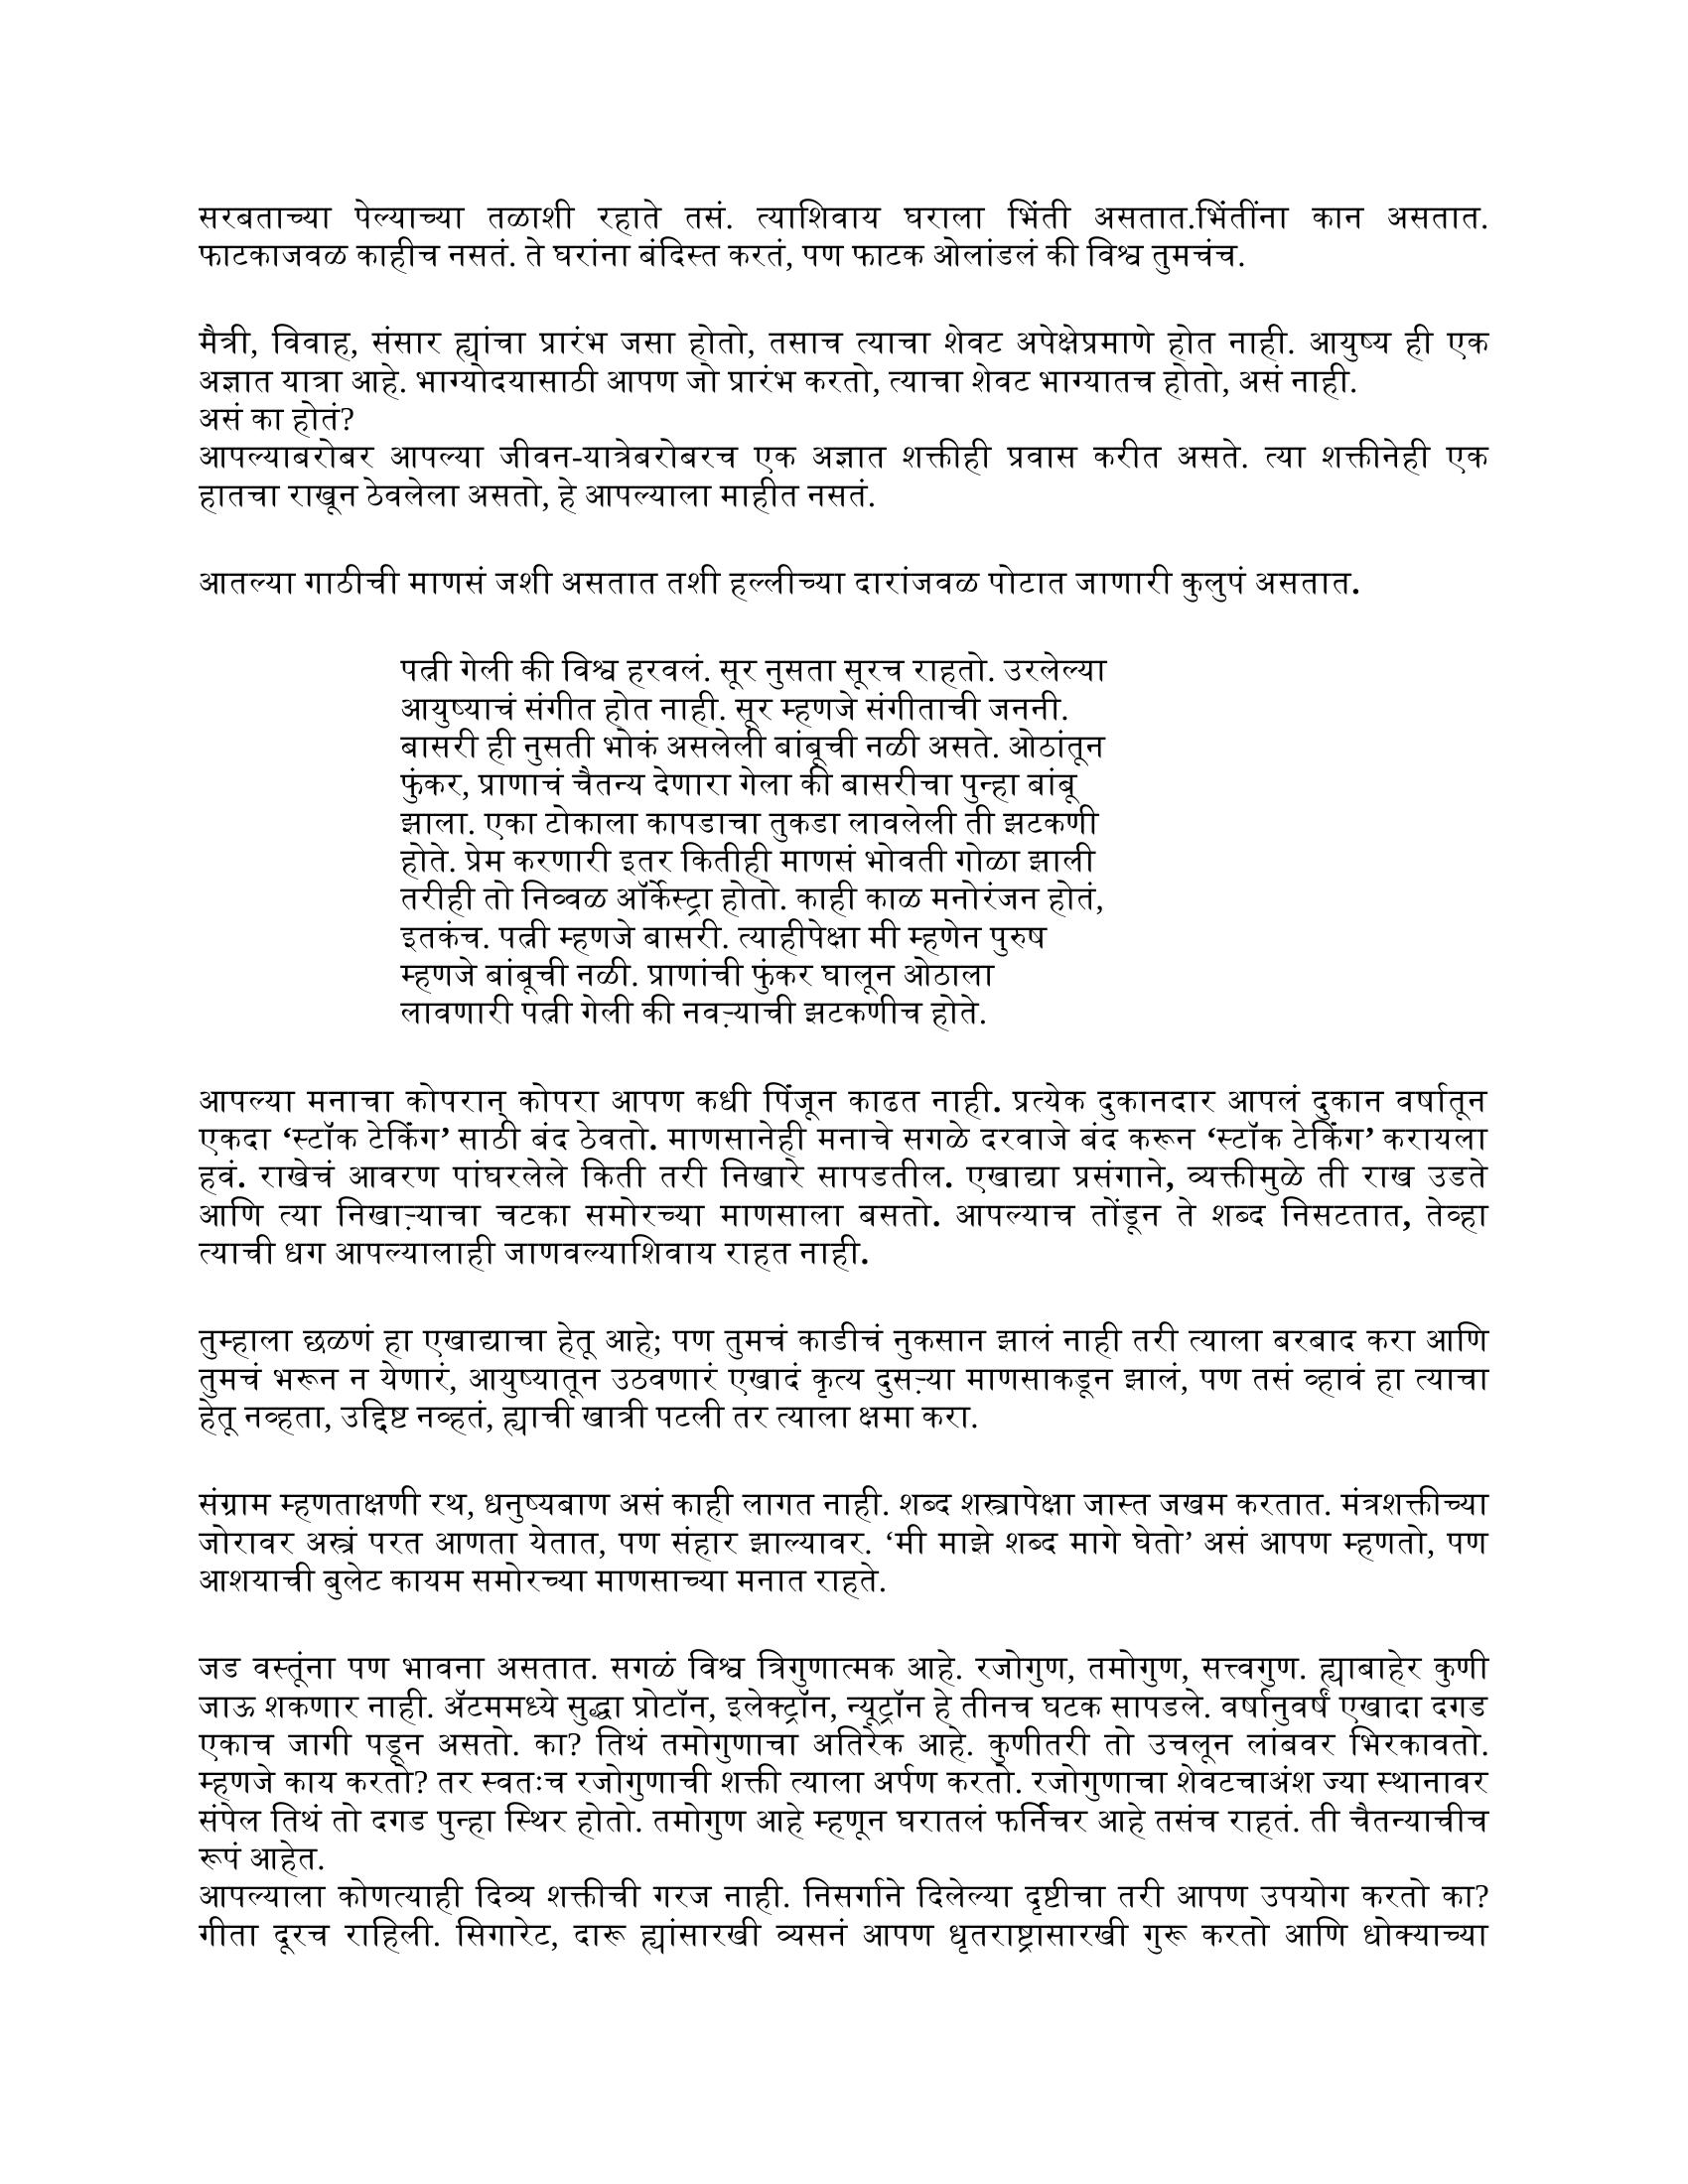 सरबताच्या पेल्याच्या तळाशी रहाते तसं. त्याशिवाय घराला भिंती असतात.भिंतींना कान असतात.
फाटकाजवळ काहीच नसतं. ते घरांना बंदिस्त करतं, पण फाटक ओलांडलं की विश्व तुमचंच.
मैत्री, विवाह, संसार ह्यांचा प्रारंभ जसा होतो, तसाच त्याचा शेवट अपेक्षेप्रमाणे होत नाही. आयुष्य ही एक
अज्ञात यात्रा आहे. भाग्योदयासाठी आपण जो प्रारंभ करतो, त्याचा शेवट भाग्यातच होतो, असं नाही.
असं का होतं?
आपल्याबरोबर आपल्या जीवन-यात्रेबरोबरच एक अज्ञात शक्तीही प्रवास करीत असते. त्या शक्तीनेही एक
हातचा राखून ठेवलेला असतो, हे आपल्याला माहीत नसतं.
आतल्या गाठीची माणसं जशी असतात तशी हल्लीच्या दारांजवळ पोटात जाणारी कुलुपं असतात.
पत्नी गेली की विश्व हरवलं. सूर नुसता सूरच राहतो. उरलेल्या
आयुष्याचं संगीत होत नाही. सूर म्हणजे संगीताची जननी.
बासरी ही नुसती भोकं असलेली बांबूची नळी असते. ओठांतून
फुंकर, प्राणाचं चैतन्य देणारा गेला की बासरीचा पुन्हा बांबू
झाला. एका टोकाला कापडाचा तुकडा लावलेली ती झटकणी
होते. प्रेम करणारी इतर कितीही माणसं भोवती गोळा झाली
तरीही तो निव्वळ ऑर्केस्ट्रा होतो. काही काळ मनोरंजन होतं,
इतकंच. पत्नी म्हणजे बासरी. त्याहीपेक्षा मी म्हणेन पुरुष
म्हणजे बांबूची नळी. प्राणांची फुंकर घालून ओठाला
लावणारी पत्नी गेली की नवऱ्याची झटकणीच होते.
आपल्या मनाचा कोपरान् कोपरा आपण कधी पिंजून काढत नाही. प्रत्येक दुकानदार आपलं दुकान वर्षातून
एकदा ‘स्टॉक टेकिंग’ साठी बंद ठेवतो. माणसानेही मनाचे सगळे दरवाजे बंद करून ‘स्टॉक टेकिंग’ करायला
हवं. राखेचं आवरण पांघरलेले किती तरी निखारे सापडतील. एखाद्या प्रसंगाने, व्यक्तीमुळे ती राख उडते
आणि त्या निखाऱ्याचा चटका समोरच्या माणसाला बसतो. आपल्याच तोंडून ते शब्द निसटतात, तेव्हा
त्याची धग आपल्यालाही जाणवल्याशिवाय राहत नाही.
तुम्हाला छळणं हा एखाद्याचा हेतू आहे; पण तुमचं काडीचं नुकसान झालं नाही तरी त्याला बरबाद करा आणि
तुमचं भरून न येणारं, आयुष्यातून उठवणारं एखादं कृत्य दुसऱ्या माणसाकडून झालं, पण तसं व्हावं हा त्याचा
हेतू नव्हता, उद्दिष्ट नव्हतं, ह्याची खात्री पटली तर त्याला क्षमा करा.
संग्राम म्हणताक्षणी रथ, धनुष्यबाण असं काही लागत नाही. शब्द शस्त्रापेक्षा जास्त जखम करतात. मंत्रशक्तीच्या
जोरावर अस्त्रं परत आणता येतात, पण संहार झाल्यावर. ‘मी माझे शब्द मागे घेतो’ असं आपण म्हणतो, पण
आशयाची बुलेट कायम समोरच्या माणसाच्या मनात राहते.
जड वस्तूंना पण भावना असतात. सगळं विश्व त्रिगुणात्मक आहे. रजोगुण, तमोगुण, सत्त्वगुण. ह्याबाहेर कुणी
जाऊ शकणार नाही. ॲटममध्ये सुद्धा प्रोटॉन, इलेक्ट्रॉन, न्यूट्रॉन हे तीनच घटक सापडले. वर्षानुवर्षं एखादा दगड
एकाच जागी पडून असतो. का? तिथं तमोगुणाचा अतिरेक आहे. कुणीतरी तो उचलून लांबवर भिरकावतो.
म्हणजे काय करतो? तर स्वतःच रजोगुणाची शक्ती त्याला अर्पण करतो. रजोगुणाचा शेवटचाअंश ज्या स्थानावर
संपेल तिथं तो दगड पुन्हा स्थिर होतो. तमोगुण आहे म्हणून घरातलं फर्निचर आहे तसंच राहतं. ती चैतन्याचीच
रूपं आहेत.
आपल्याला कोणत्याही दिव्य शक्तीची गरज नाही. निसर्गाने दिलेल्या दृष्टीचा तरी आपण उपयोग करतो का?
गीता दूरच राहिली. सिगारेट, दारू ह्यांसारखी व्यसनं आपण धृतराष्ट्रासारखी गुरू करतो आणि धोक्याच्या